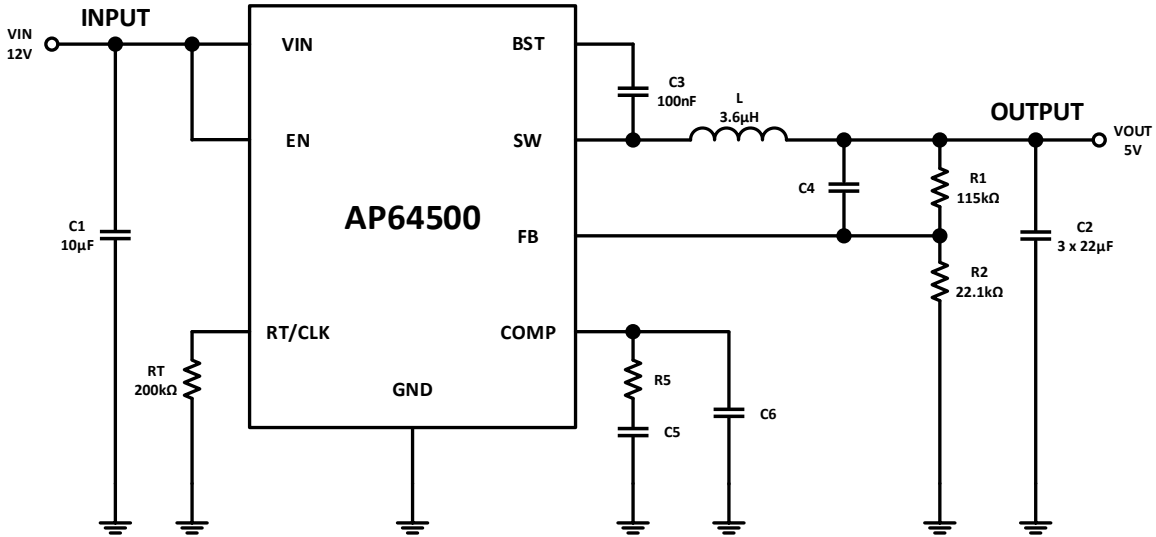 INPUT
VIN
12V
VIN
BST
C3
100nF
L
3.6µH
OUTPUT
VOUT
5V
EN
SW
C4
R1
115kΩ
C1
10µF
AP64500
FB
C2
3 x 22µF
R2
22.1kΩ
RT/CLK
COMP
RT
200kΩ
GND
R5
C5
C6